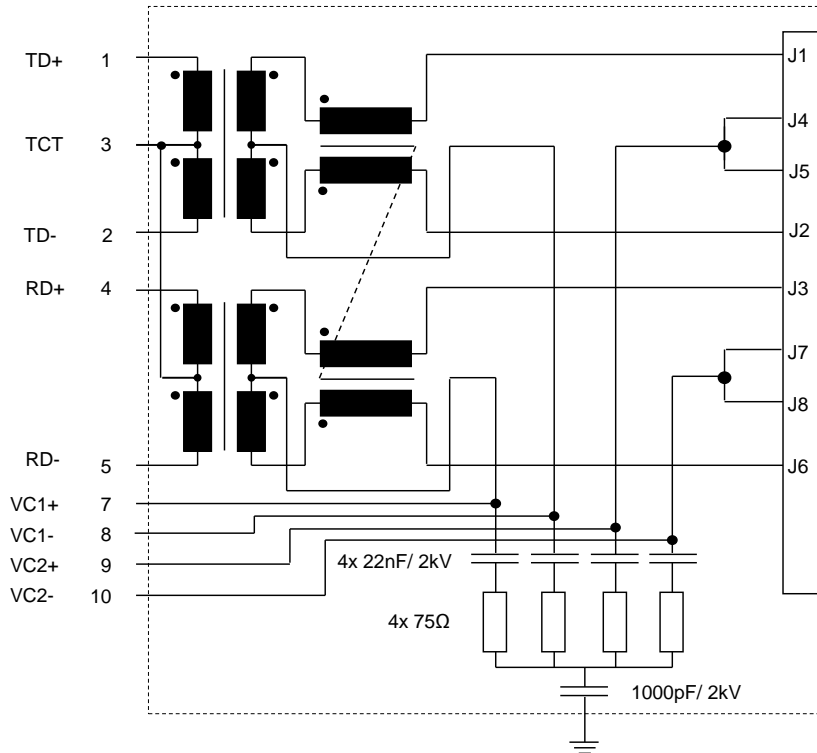 TD+ 1
J1
J4
TCT 3
J5
TD- 2
J2
RD+ 4
J3
J7
J8
RD- 5
J6
VC1+ 7
VC1- 8
VC2+ 9
4x 22nF/ 2kV
VC2- 10
4x 75Ω
1000pF/ 2kV